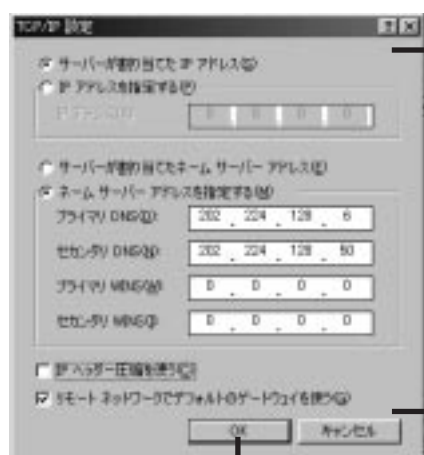 TCP/IP 設定
サーバーが割り当てた IP アドレス(S)
IP アドレスを指定する(P)
IP アドレス(A): 0 . 0 . 0 . 0
サーバーが割り当てたネーム サーバー アドレス(E)
ネーム サーバー アドレスを指定する(M)
プライマリ DNS(D): 202 . 224 . 128 . 6
セカンダリ DNS(N): 202 . 224 . 128 . 50
プライマリ WINS(W): 0 . 0 . 0 . 0
セカンダリ WINS(I): 0 . 0 . 0 . 0
IP ヘッダー圧縮を使う(C)
リモート ネットワークでデフォルトのゲートウェイを使う(G)
OK キャンセル